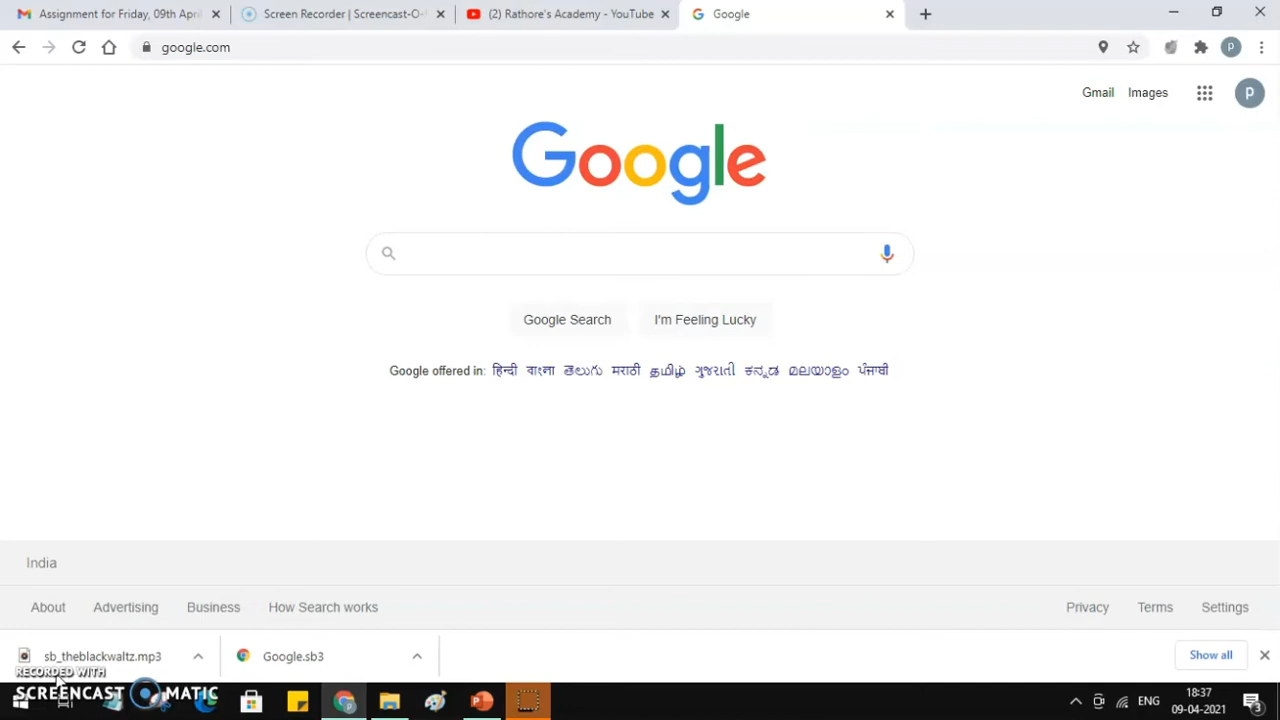 Assignment for Friday, 09th April
Screen Recorder | Screencast-O-
(2) Rathore's Academy - YouTube
Google
google.com
P
Gmail
Images
P
Google
Google Search
I'm Feeling Lucky
Google offered in: हिन्दी বাংলা తెలుగు मराठी தமிழ் ગુજરાતી ಕನ್ನಡ മലയാളം ਪੰਜਾਬੀ
India
About
Advertising
Business
How Search works
Privacy
Terms
Settings
sb_theblackwaltz.mp3
Google.sb3
Show all
RECORDED WITH
SCREENCAST MATIC
ENG
18:37
09-04-2021
3